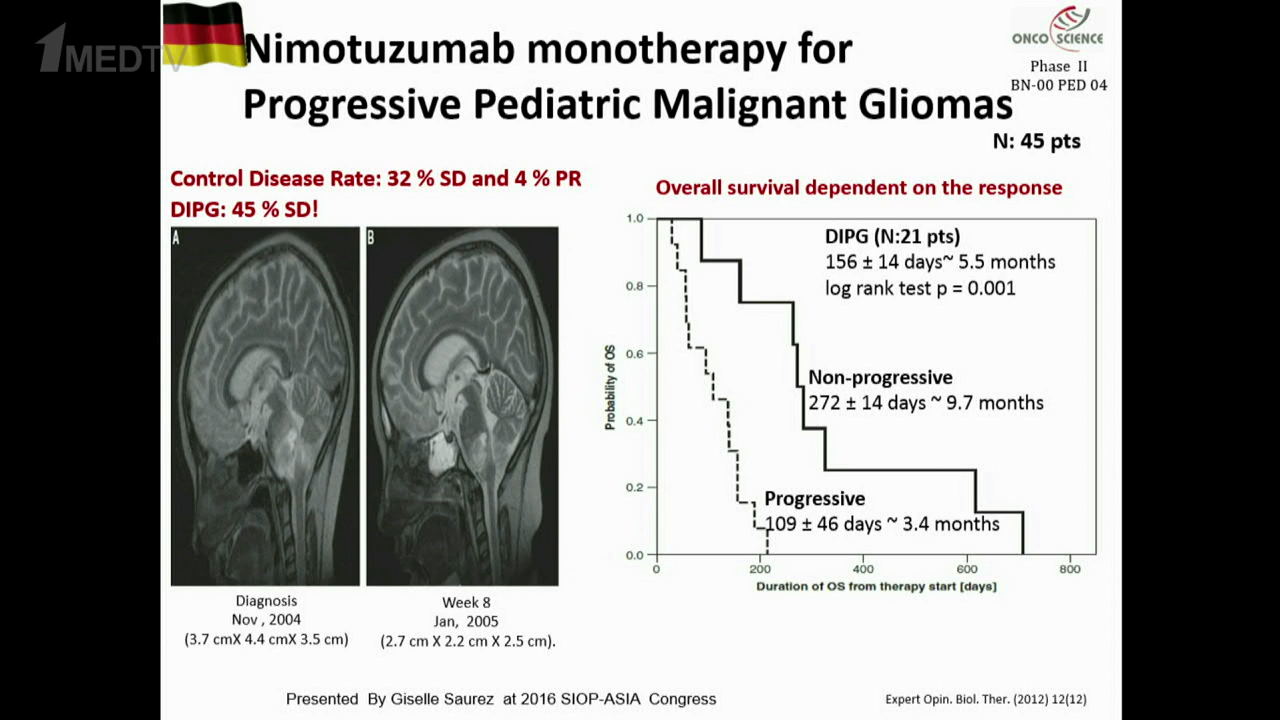 1MEDTV
Nimotuzumab monotherapy for
Progressive Pediatric Malignant Gliomas
ONCOSCIENCE
Phase II
BN-00 PED 04
N: 45 pts
Control Disease Rate: 32 % SD and 4 % PR
DIPG: 45 % SD!
A
B
Diagnosis
Nov , 2004
(3.7 cmX 4.4 cmX 3.5 cm)
Week 8
Jan, 2005
(2.7 cm X 2.2 cm X 2.5 cm).
Overall survival dependent on the response
Probability of OS
1.0
0.8
0.6
0.4
0.2
0.0
DIPG (N:21 pts)
156 ± 14 days~ 5.5 months
log rank test p = 0.001
Non-progressive
272 ± 14 days ~ 9.7 months
Progressive
109 ± 46 days ~ 3.4 months
0 200 400 600 800
Duration of OS from therapy start [days]
Presented By Giselle Saurez at 2016 SIOP-ASIA Congress
Expert Opin. Biol. Ther. (2012) 12(12)